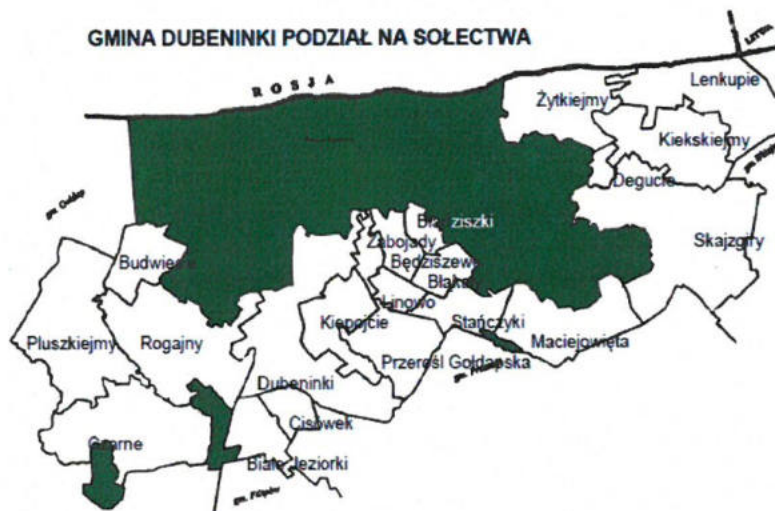 GMINA DUBENINKI PODZIAŁ NA SOŁECTWA
LITWA
ROSJA
Lenkupie
Żytkiejmy
Kiekskiejmy
Degucie
gm. Gołdap
Skajzgiry
Zabojady
Budwiecie
Będziszewo
Błąkały
Linowo
Kiepojcie
Stańczyki
Pluszkiejmy
Rogajny
Maciejowięta
Przerośl Gołdapska
Dubeninki
Cisówek
Czarne
Białe Jeziorki
gm. Filipów